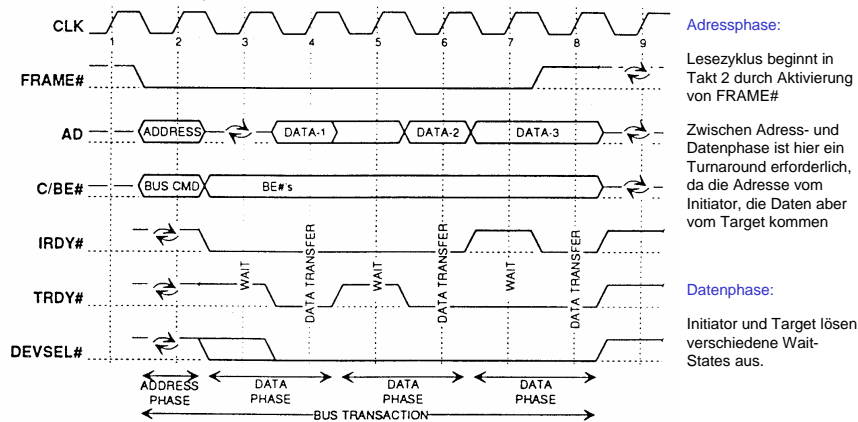 CLK
1 2 3 4 5 6 7 8 9
FRAME#
AD
ADDRESS
DATA-1
DATA-2
DATA-3
C/BE#
BUS CMD
BE#'s
IRDY#
TRDY#
WAIT
DATA TRANSFER
WAIT
DATA TRANSFER
WAIT
DATA TRANSFER
DEVSEL#
ADDRESS
PHASE
DATA
PHASE
DATA
PHASE
DATA
PHASE
BUS TRANSACTION
Adressphase:
Lesezyklus beginnt in
Takt 2 durch Aktivierung
von FRAME#
Zwischen Adress- und
Datenphase ist hier ein
Turnaround erforderlich,
da die Adresse vom
Initiator, die Daten aber
vom Target kommen
Datenphase:
Initiator und Target lösen
verschiedene Wait-
States aus.